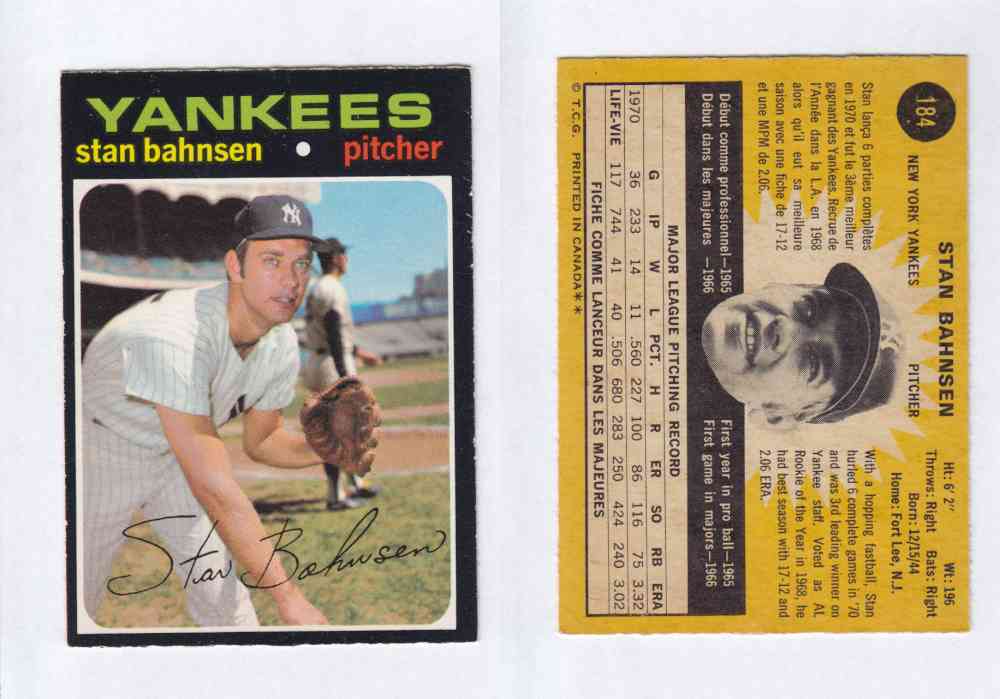 YANKEES
stan bahnsen • pitcher
NY
Stan Bahnsen
184
STAN BAHNSEN
NEW YORK YANKEES PITCHER
Ht: 6' 2" Wt: 196
Throws: Right Bats: Right
Born: 12/15/44
Home: Fort Lee, N.J.
Stan lança 6 parties complètes
en 1970 et fut le 3ème meilleur
gagnant des Yankees. Recrue de
l'Année dans la L.A. en 1968
alors qu'il eut sa meilleure
saison avec une fiche de 17-12
et une MPM de 2.06.
With a hopping fastball, Stan
hurled 6 complete games in '70
and was 3rd leading winner on
Yankee staff. Voted as AL
Rookie of the Year in 1968, he
had best season with 17-12 and
2.06 ERA.
Début comme professionnel—1965
Début dans les majeures —1966
First year in pro ball—1965
First game in majors—1966
MAJOR LEAGUE PITCHING RECORD
G IP W L PCT. H R ER SO RB ERA
1970 36 233 14 11 .560 227 100 86 116 75 3.32
LIFE-VIE 117 744 41 40 .506 680 283 250 424 240 3.02
FICHE COMME LANCEUR DANS LES MAJEURES
© T.C.G. PRINTED IN CANADA**